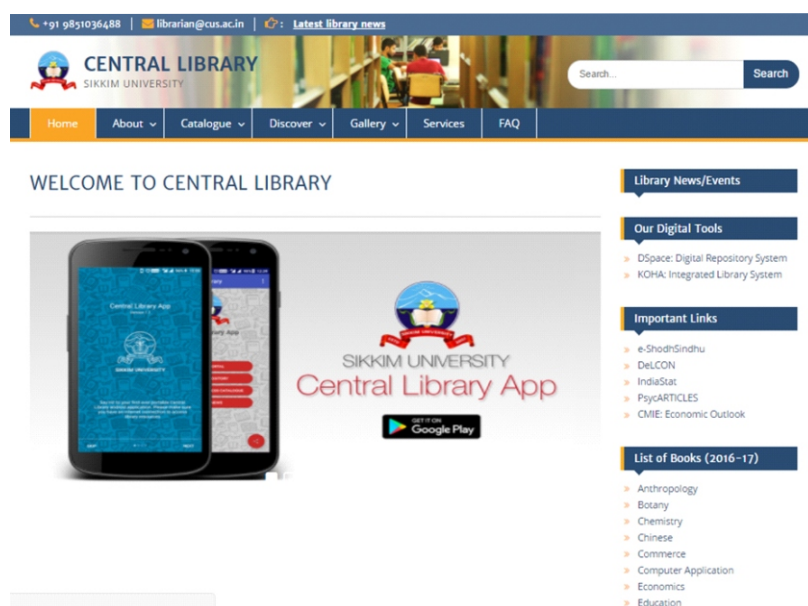 +91 9851036488 | librarian@cus.ac.in | : Latest library news
CENTRAL LIBRARY
SIKKIM UNIVERSITY
Search...
Search
Home
About
Catalogue
Discover
Gallery
Services
FAQ
WELCOME TO CENTRAL LIBRARY
Central Library App
SIKKIM UNIVERSITY
SIKKIM UNIVERSITY
Central Library App
GET IT ON
Google Play
Library News/Events
Our Digital Tools
» DSpace: Digital Repository System
» KOHA: Integrated Library System
Important Links
» e-ShodhSindhu
» DeLCON
» IndiaStat
» PsycARTICLES
» CMIE: Economic Outlook
List of Books (2016-17)
» Anthropology
» Botany
» Chemistry
» Chinese
» Commerce
» Computer Application
» Economics
» Education